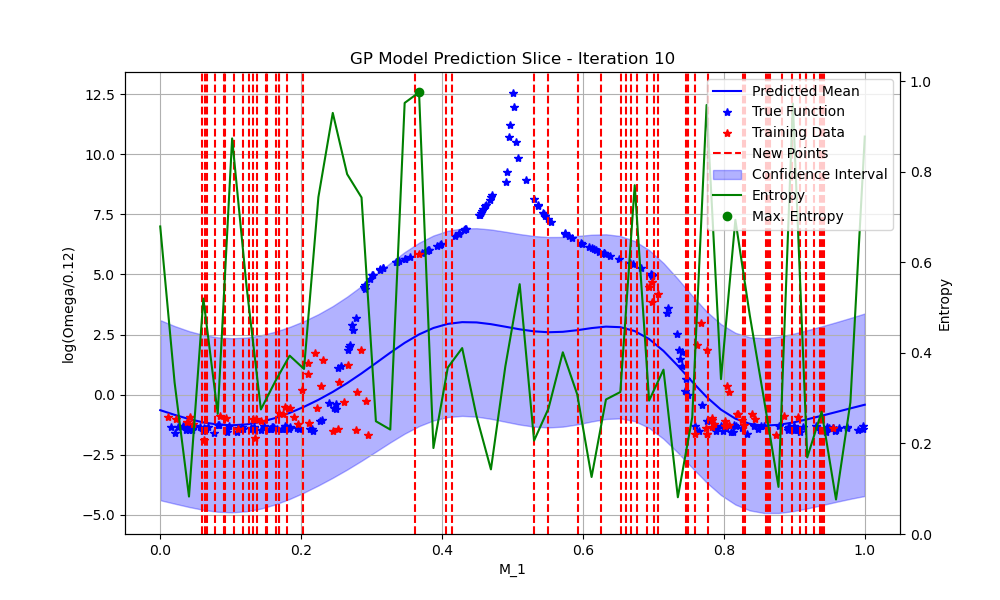 GP Model Prediction Slice - Iteration 10
Predicted Mean
True Function
Training Data
New Points
Confidence Interval
Entropy
Max. Entropy
log(Omega/0.12)
12.5
10.0
7.5
5.0
2.5
0.0
−2.5
−5.0
1.0
0.8
0.6
0.4
0.2
0.0
Entropy
0.0
0.2
0.4
0.6
0.8
1.0
M_1